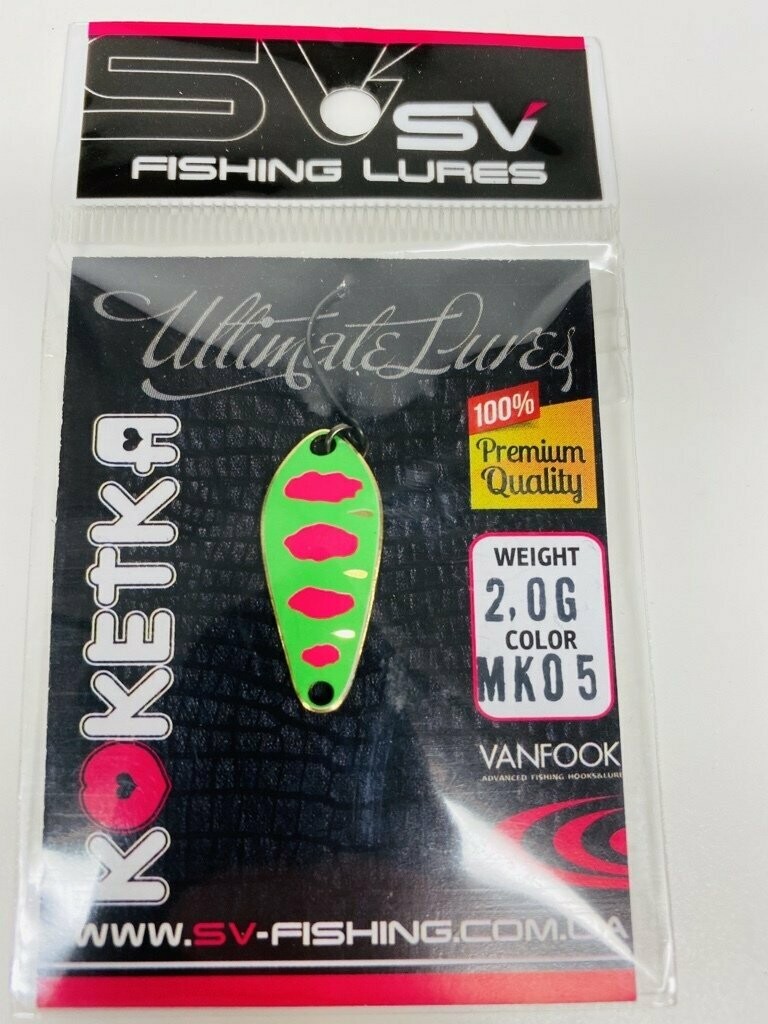 SV
SV
FISHING LURES
Ultimate Lures
KOKETKA
100%
Premium
Quality
WEIGHT
2,0G
COLOR
MK05
VANFOOK
ADVANCED FISHING HOOKS&LURE
WWW.SV-FISHING.COM.UA